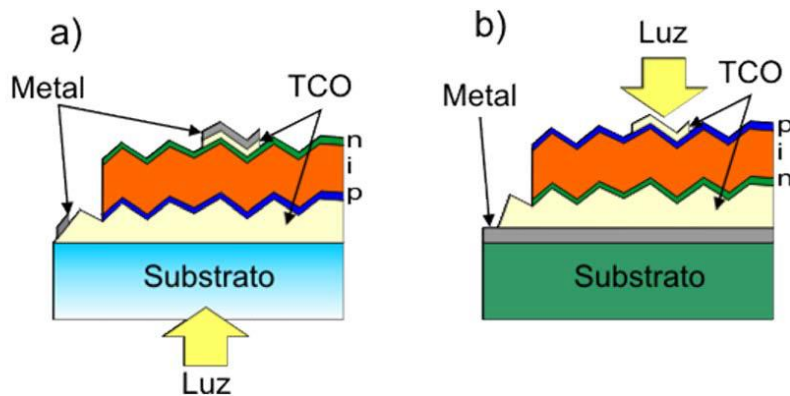 a)
Metal
TCO
n
i
p
Substrato
Luz
b)
Luz
Metal
TCO
p
i
n
Substrato